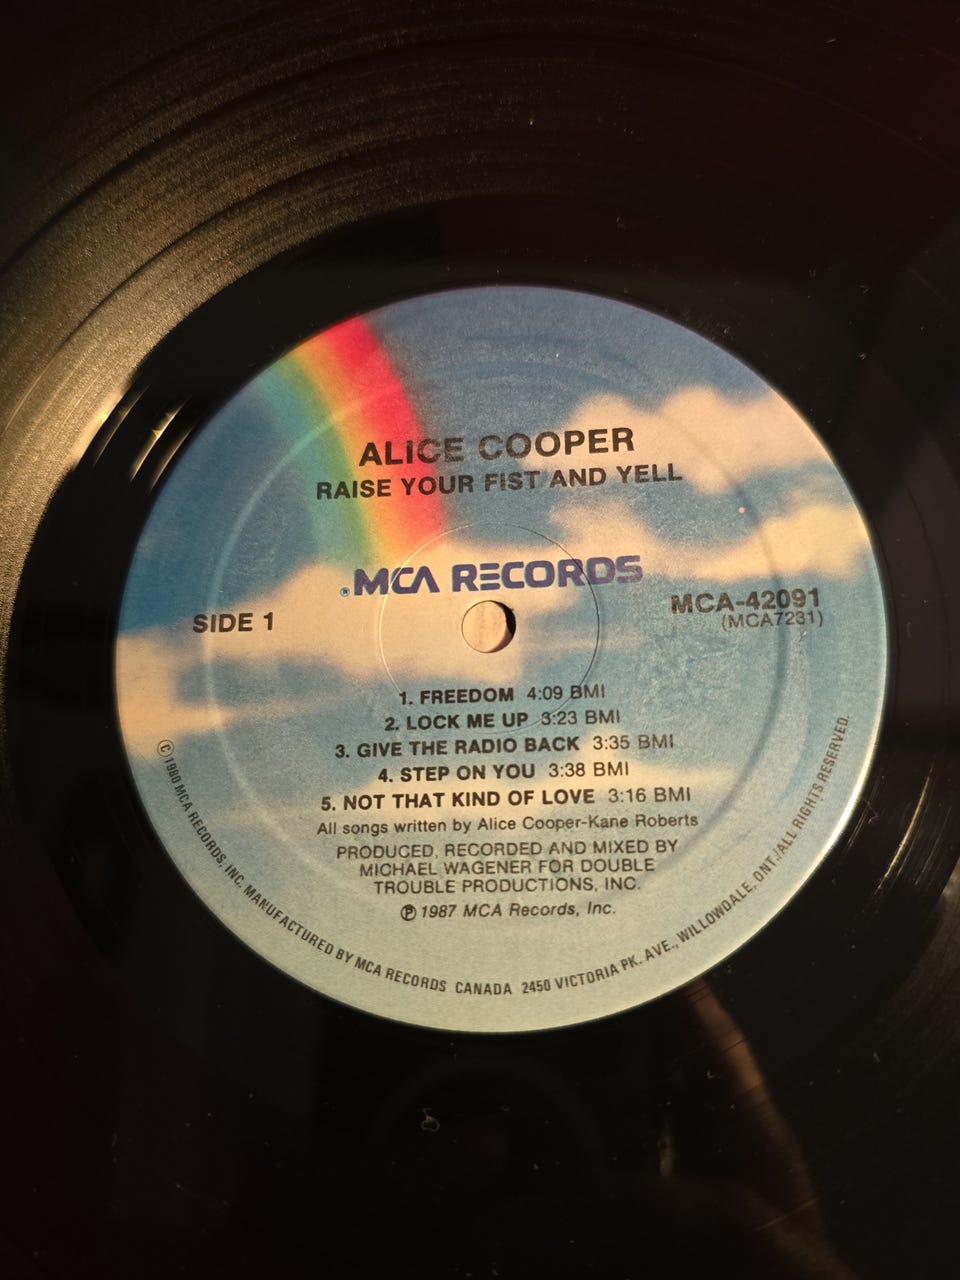 ALICE COOPER
RAISE YOUR FIST AND YELL
®MCA RECORDS
SIDE 1
MCA-42091
(MCA7231)
1. FREEDOM 4:09 BMI
2. LOCK ME UP 3:23 BMI
3. GIVE THE RADIO BACK 3:35 BMI
4. STEP ON YOU 3:38 BMI
5. NOT THAT KIND OF LOVE 3:16 BMI
All songs written by Alice Cooper-Kane Roberts
PRODUCED, RECORDED AND MIXED BY
MICHAEL WAGENER FOR DOUBLE
TROUBLE PRODUCTIONS, INC.
℗ 1987 MCA Records, Inc.
©1980 MCA RECORDS, INC. MANUFACTURED BY MCA RECORDS CANADA 2450 VICTORIA PK. AVE., WILLOWDALE, ONT./ALL RIGHTS RESERVED.